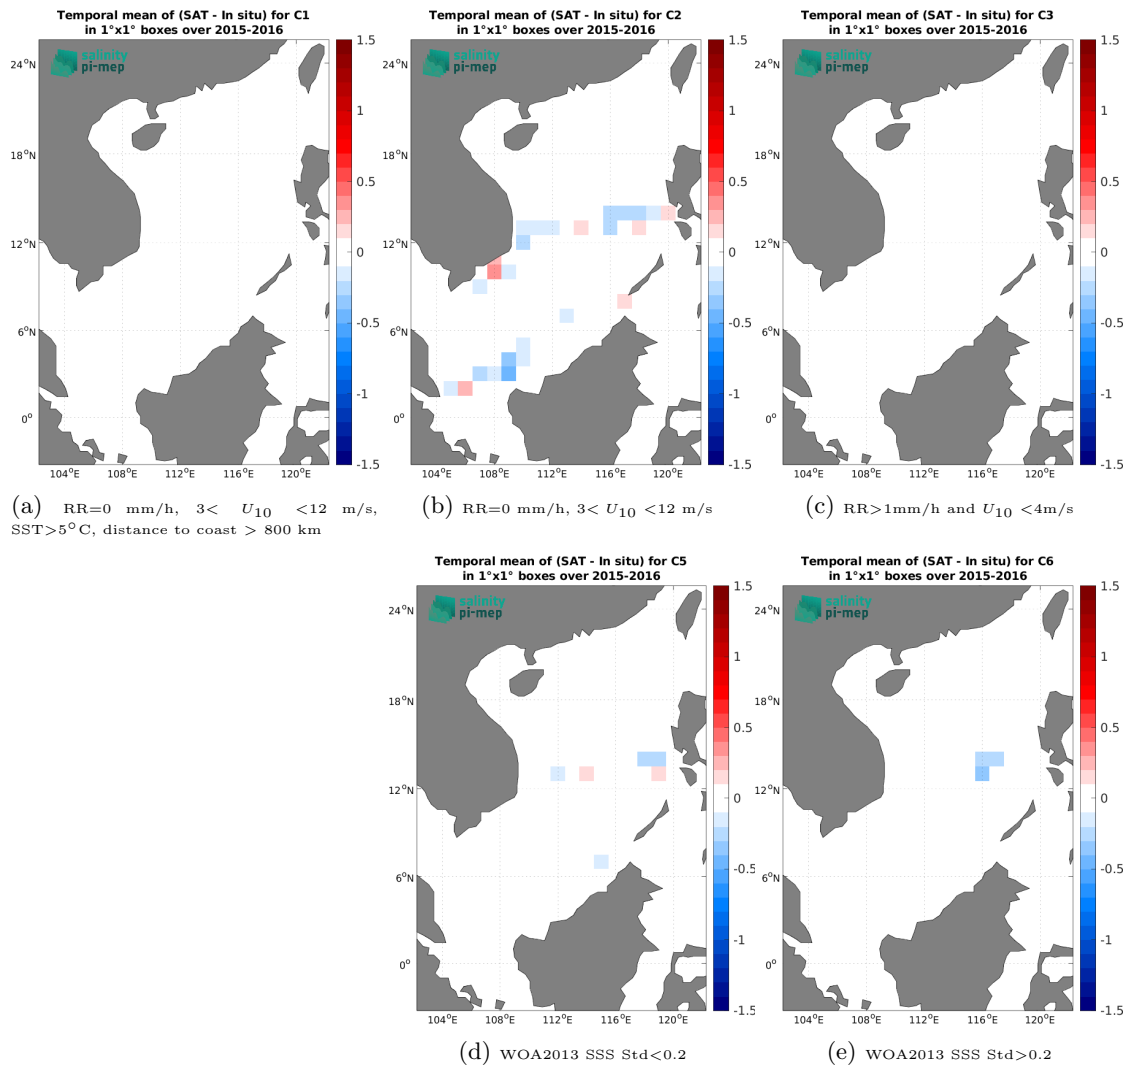 Temporal mean of (SAT - In situ) for C1
in 1°x1° boxes over 2015-2016
salinity
pi-mep
24°N
18°N
12°N
6°N
0°
104°E 108°E 112°E 116°E 120°E
1.5
1
0.5
0
-0.5
-1
-1.5
(a) RR=0 mm/h, 3< U10 <12 m/s,
SST>5°C, distance to coast > 800 km
Temporal mean of (SAT - In situ) for C2
in 1°x1° boxes over 2015-2016
salinity
pi-mep
24°N
18°N
12°N
6°N
0°
104°E 108°E 112°E 116°E 120°E
1.5
1
0.5
0
-0.5
-1
-1.5
(b) RR=0 mm/h, 3< U10 <12 m/s
Temporal mean of (SAT - In situ) for C3
in 1°x1° boxes over 2015-2016
salinity
pi-mep
24°N
18°N
12°N
6°N
0°
104°E 108°E 112°E 116°E 120°E
1.5
1
0.5
0
-0.5
-1
-1.5
(c) RR>1mm/h and U10 <4m/s
Temporal mean of (SAT - In situ) for C5
in 1°x1° boxes over 2015-2016
salinity
pi-mep
24°N
18°N
12°N
6°N
0°
104°E 108°E 112°E 116°E 120°E
1.5
1
0.5
0
-0.5
-1
-1.5
(d) WOA2013 SSS Std<0.2
Temporal mean of (SAT - In situ) for C6
in 1°x1° boxes over 2015-2016
salinity
pi-mep
24°N
18°N
12°N
6°N
0°
104°E 108°E 112°E 116°E 120°E
1.5
1
0.5
0
-0.5
-1
-1.5
(e) WOA2013 SSS Std>0.2